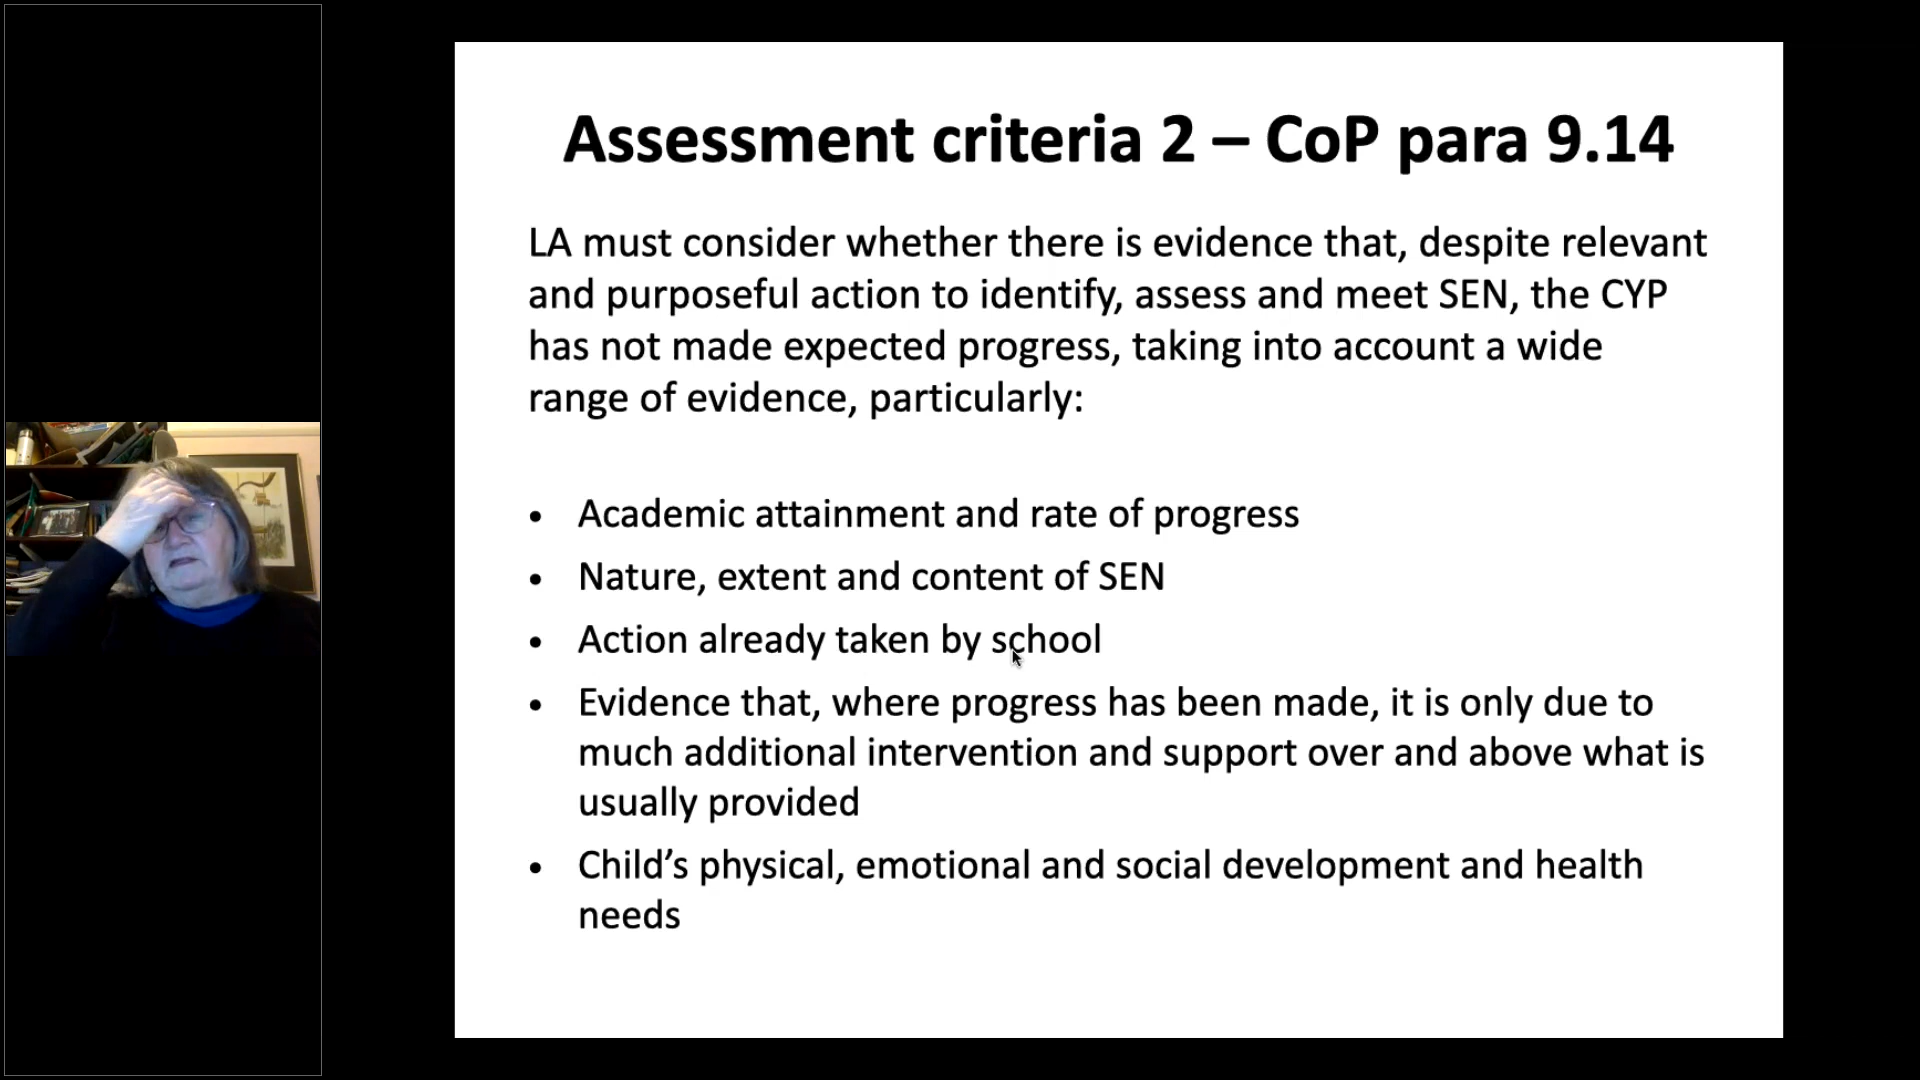 Assessment criteria 2 – CoP para 9.14
LA must consider whether there is evidence that, despite relevant
and purposeful action to identify, assess and meet SEN, the CYP
has not made expected progress, taking into account a wide
range of evidence, particularly:
• Academic attainment and rate of progress
• Nature, extent and content of SEN
• Action already taken by school
• Evidence that, where progress has been made, it is only due to
much additional intervention and support over and above what is
usually provided
• Child’s physical, emotional and social development and health
needs